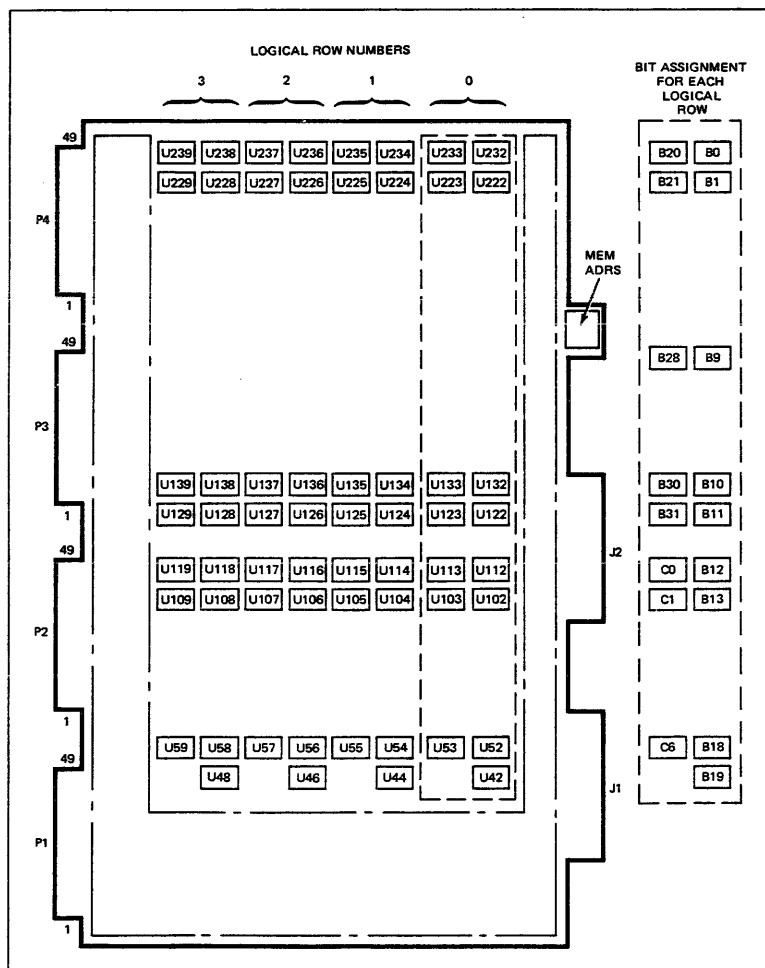 LOGICAL ROW NUMBERS
3 2 1 0
BIT ASSIGNMENT
FOR EACH
LOGICAL
ROW
49
U239 U238 U237 U236 U235 U234 U233 U232 B20 B0
U229 U228 U227 U226 U225 U224 U223 U222 B21 B1
P4
MEM
ADRS
1
49
B28 B9
P3
U139 U138 U137 U136 U135 U134 U133 U132 B30 B10
U129 U128 U127 U126 U125 U124 U123 U122 B31 B11
1
49
J2
U119 U118 U117 U116 U115 U114 U113 U112 C0 B12
U109 U108 U107 U106 U105 U104 U103 U102 C1 B13
P2
1
49
U59 U58 U57 U56 U55 U54 U53 U52 C6 B18
U48 U46 U44 U42 B19
J1
P1
1